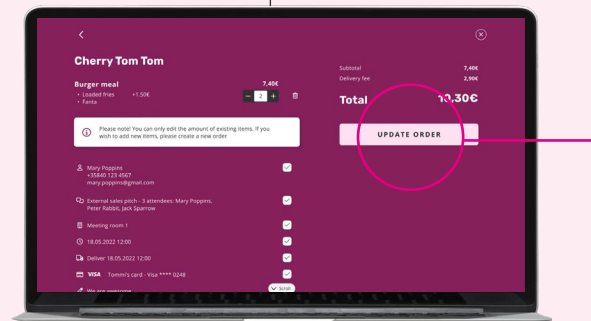 Cherry Tom Tom
Burger meal 7,40€
• Loaded fries +1.50€
• Fanta
− 2 +
Please note! You can only edit the amount of existing items. If you
wish to add new items, please create a new order
Mary Poppins
+35840 123 4567
mary.poppins@gmail.com
External sales pitch - 3 attendees: Mary Poppins,
Peter Rabbit, Jack Sparrow
Meeting room 1
18.05.2022 12:00
Deliver 18.05.2022 12:00
VISA Tommi's card - Visa **** 0248
We are awesome
Scroll
Subtotal 7,40€
Delivery fee 2,90€
Total 10,30€
UPDATE ORDER